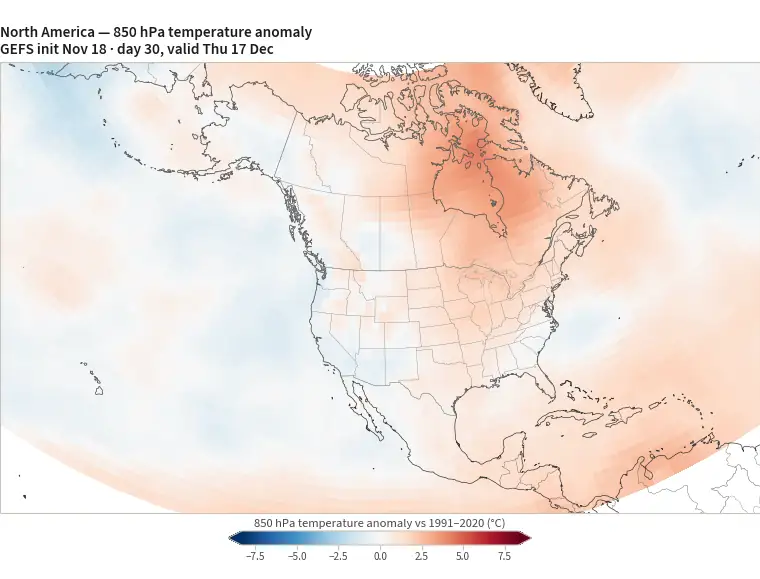 North America — 850 hPa temperature anomaly
GEFS init Nov 18 · day 30, valid Thu 17 Dec
850 hPa temperature anomaly vs 1991–2020 (°C)
−7.5 −5.0 −2.5 0.0 2.5 5.0 7.5